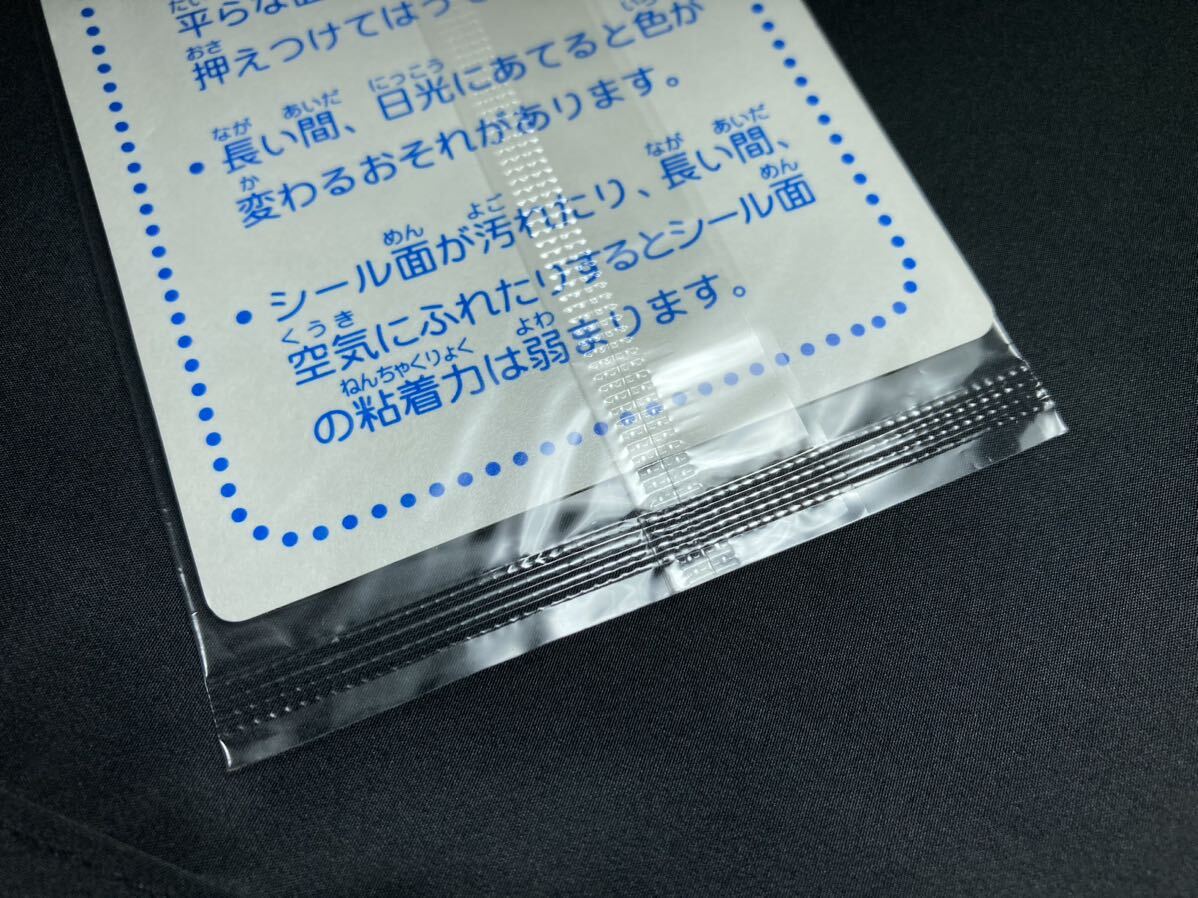 平らな
押えつけてはって
・長い間、日光にあてると色が
変わるおそれがあります。
・シール面が汚れたり、長い間、
空気にふれたりするとシール面
の粘着力は弱まります。